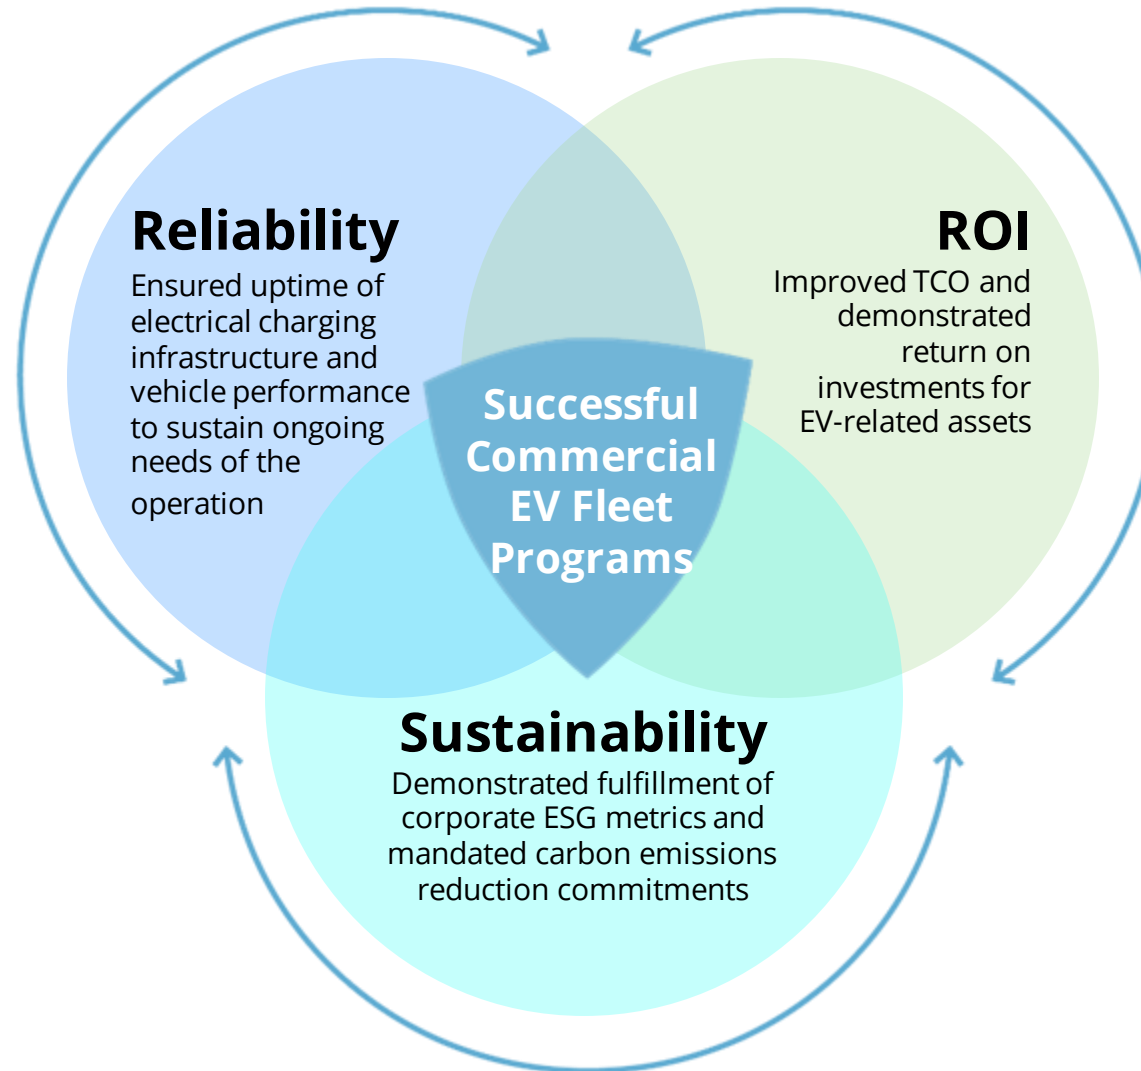 Reliability
Ensured uptime of
electrical charging
infrastructure and
vehicle performance
to sustain ongoing
needs of the
operation
ROI
Improved TCO and
demonstrated
return on
investments for
EV-related assets
Successful
Commercial
EV Fleet
Programs
Sustainability
Demonstrated fulfillment of
corporate ESG metrics and
mandated carbon emissions
reduction commitments